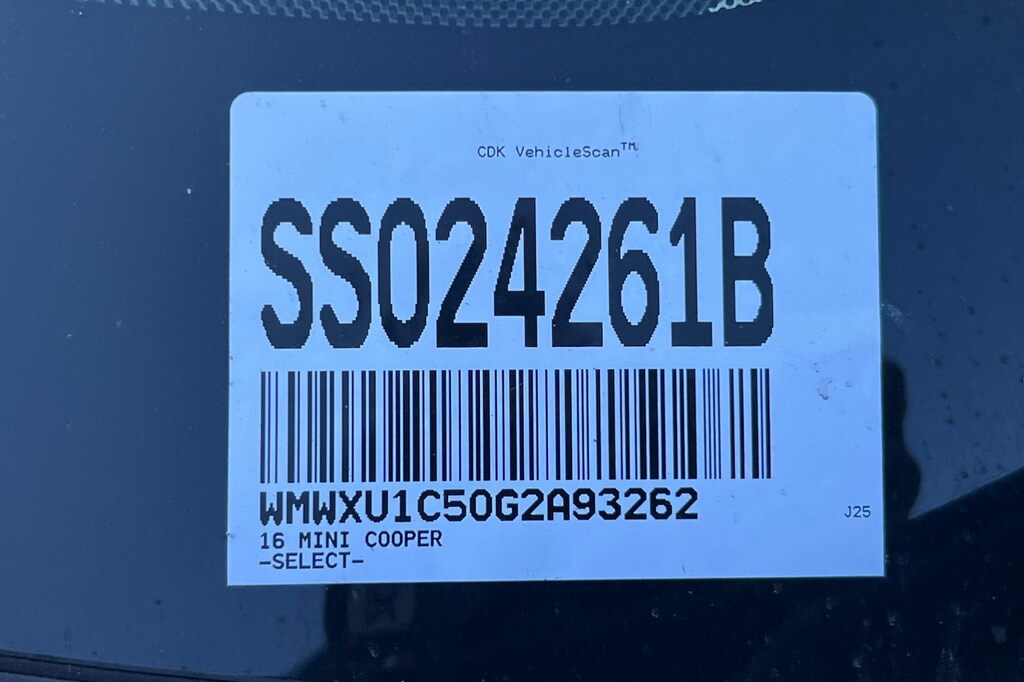 CDK VehicleScan™
SS024261B
WMWXU1C50G2A93262
J25
16 MINI COOPER
-SELECT-